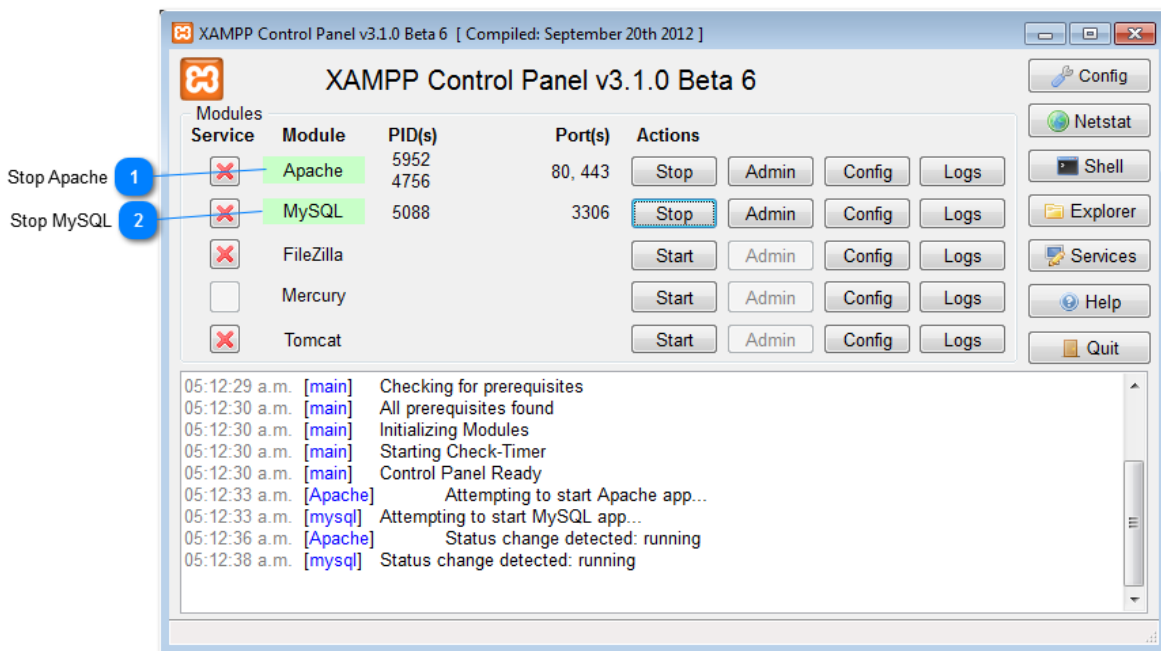 XAMPP Control Panel v3.1.0 Beta 6 [ Compiled: September 20th 2012 ]
XAMPP Control Panel v3.1.0 Beta 6
Config
Netstat
Shell
Explorer
Services
Help
Quit
Modules
Service Module PID(s) Port(s) Actions
Stop Apache 1
Apache 5952 4756 80, 443 Stop Admin Config Logs
Stop MySQL 2
MySQL 5088 3306 Stop Admin Config Logs
FileZilla Start Admin Config Logs
Mercury Start Admin Config Logs
Tomcat Start Admin Config Logs
05:12:29 a.m. [main] Checking for prerequisites
05:12:30 a.m. [main] All prerequisites found
05:12:30 a.m. [main] Initializing Modules
05:12:30 a.m. [main] Starting Check-Timer
05:12:30 a.m. [main] Control Panel Ready
05:12:33 a.m. [Apache] Attempting to start Apache app...
05:12:33 a.m. [mysql] Attempting to start MySQL app...
05:12:36 a.m. [Apache] Status change detected: running
05:12:38 a.m. [mysql] Status change detected: running